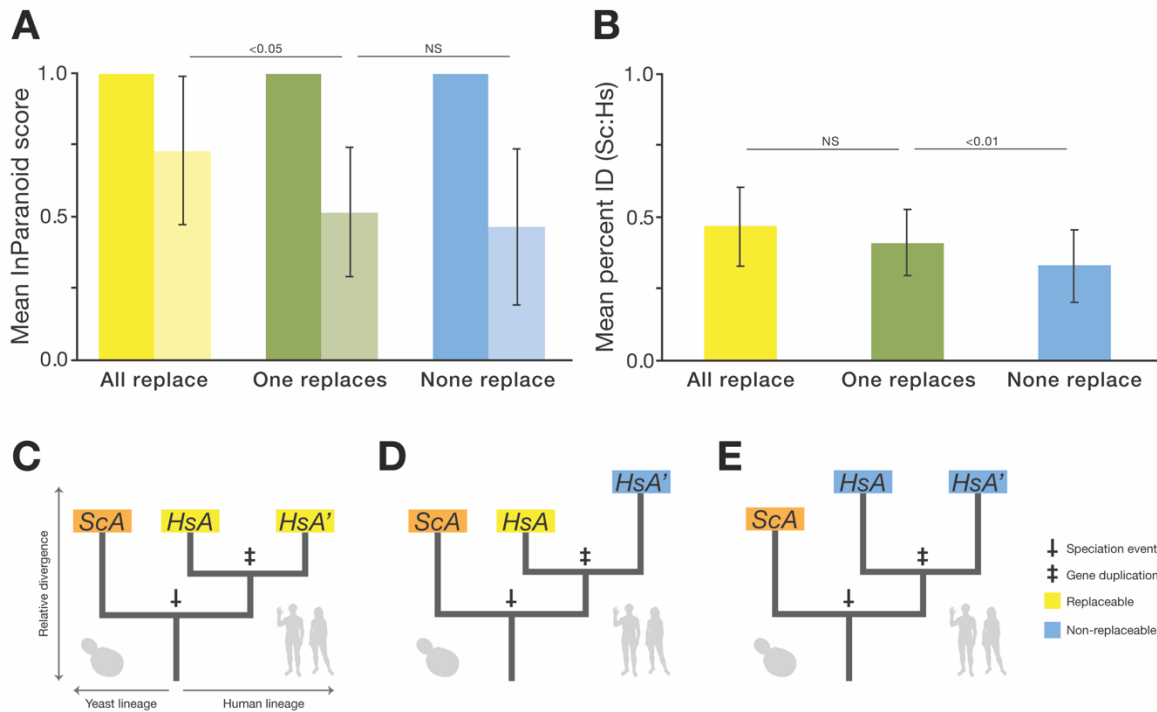 A
<0.05
NS
Mean InParanoid score
1.0
0.5
0.0
All replace
One replaces
None replace
B
NS
<0.01
Mean percent ID (Sc:Hs)
1.0
0.5
0.0
All replace
One replaces
None replace
C
Relative divergence
ScA
HsA
HsA’
‡
Yeast lineage
Human lineage
D
HsA’
ScA
HsA
‡
E
HsA
HsA’
ScA
‡
Speciation event
‡ Gene duplication
Replaceable
Non-replaceable